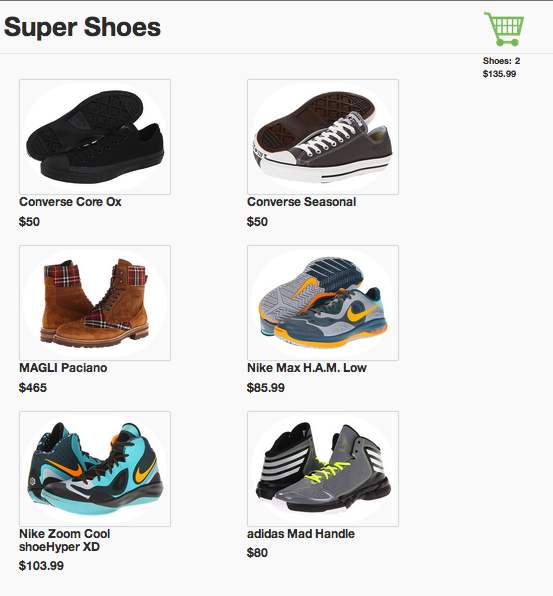 Super Shoes
Shoes: 2
$135.99
Converse Core Ox
$50
Converse Seasonal
$50
MAGLI Paciano
$465
Nike Max H.A.M. Low
$85.99
Nike Zoom Cool
shoeHyper XD
$103.99
adidas Mad Handle
$80